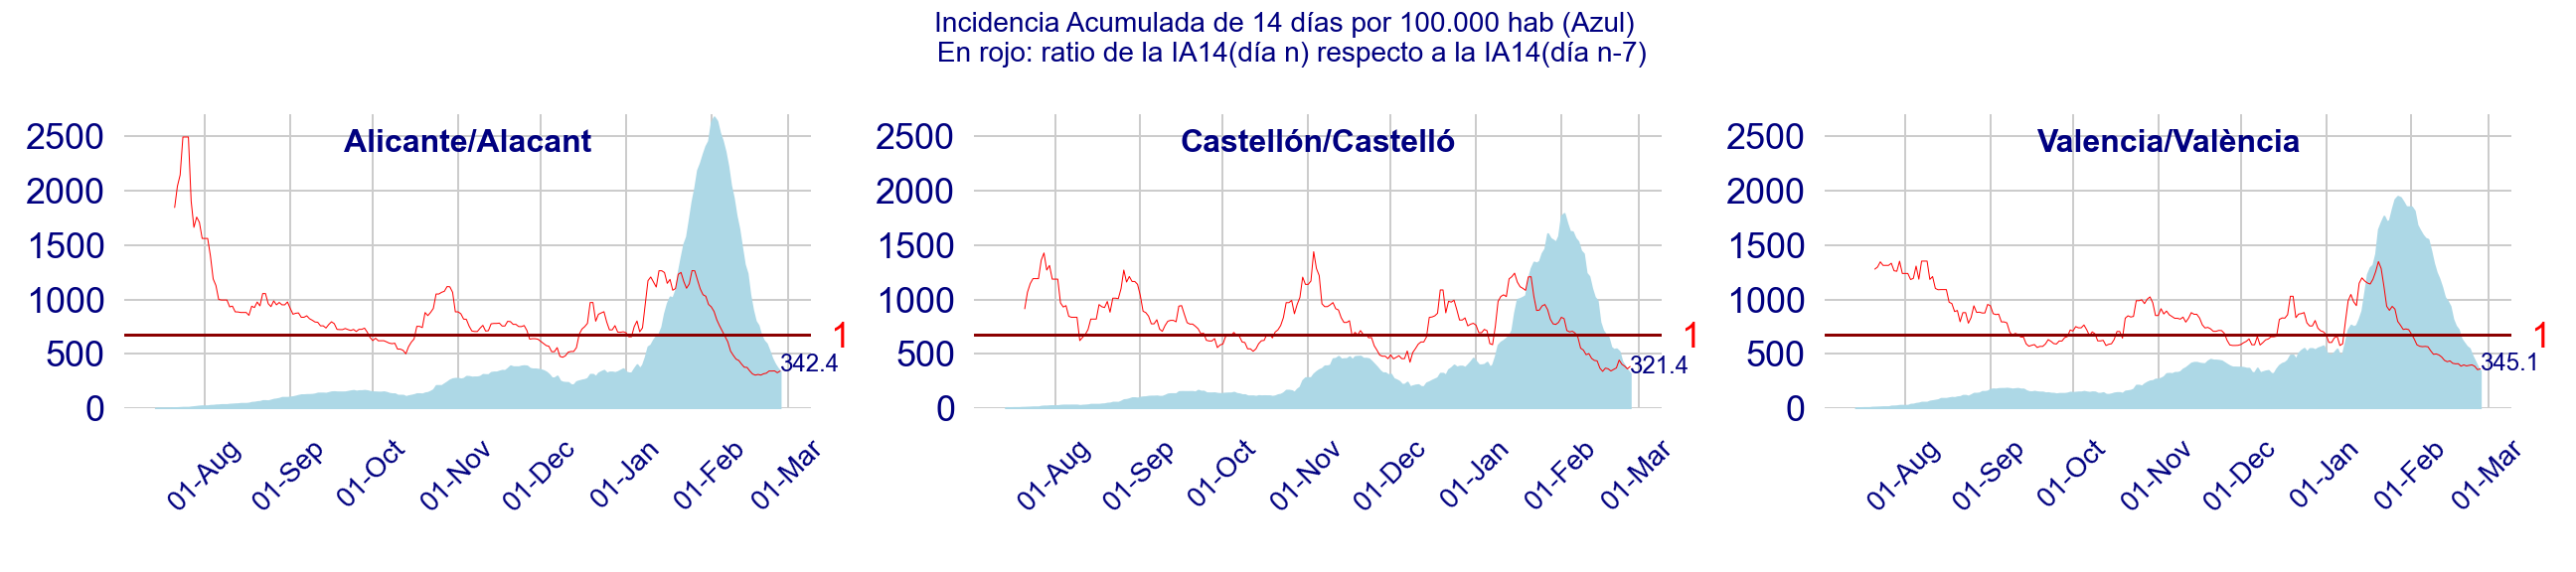 Incidencia Acumulada de 14 días por 100.000 hab (Azul)
En rojo: ratio de la IA14(día n) respecto a la IA14(día n-7)
Alicante/Alacant
2500
2000
1500
1000
500
0
1
342.4
01-Aug
01-Sep
01-Oct
01-Nov
01-Dec
01-Jan
01-Feb
01-Mar
Castellón/Castelló
2500
2000
1500
1000
500
0
1
321.4
01-Aug
01-Sep
01-Oct
01-Nov
01-Dec
01-Jan
01-Feb
01-Mar
Valencia/València
2500
2000
1500
1000
500
0
1
345.1
01-Aug
01-Sep
01-Oct
01-Nov
01-Dec
01-Jan
01-Feb
01-Mar